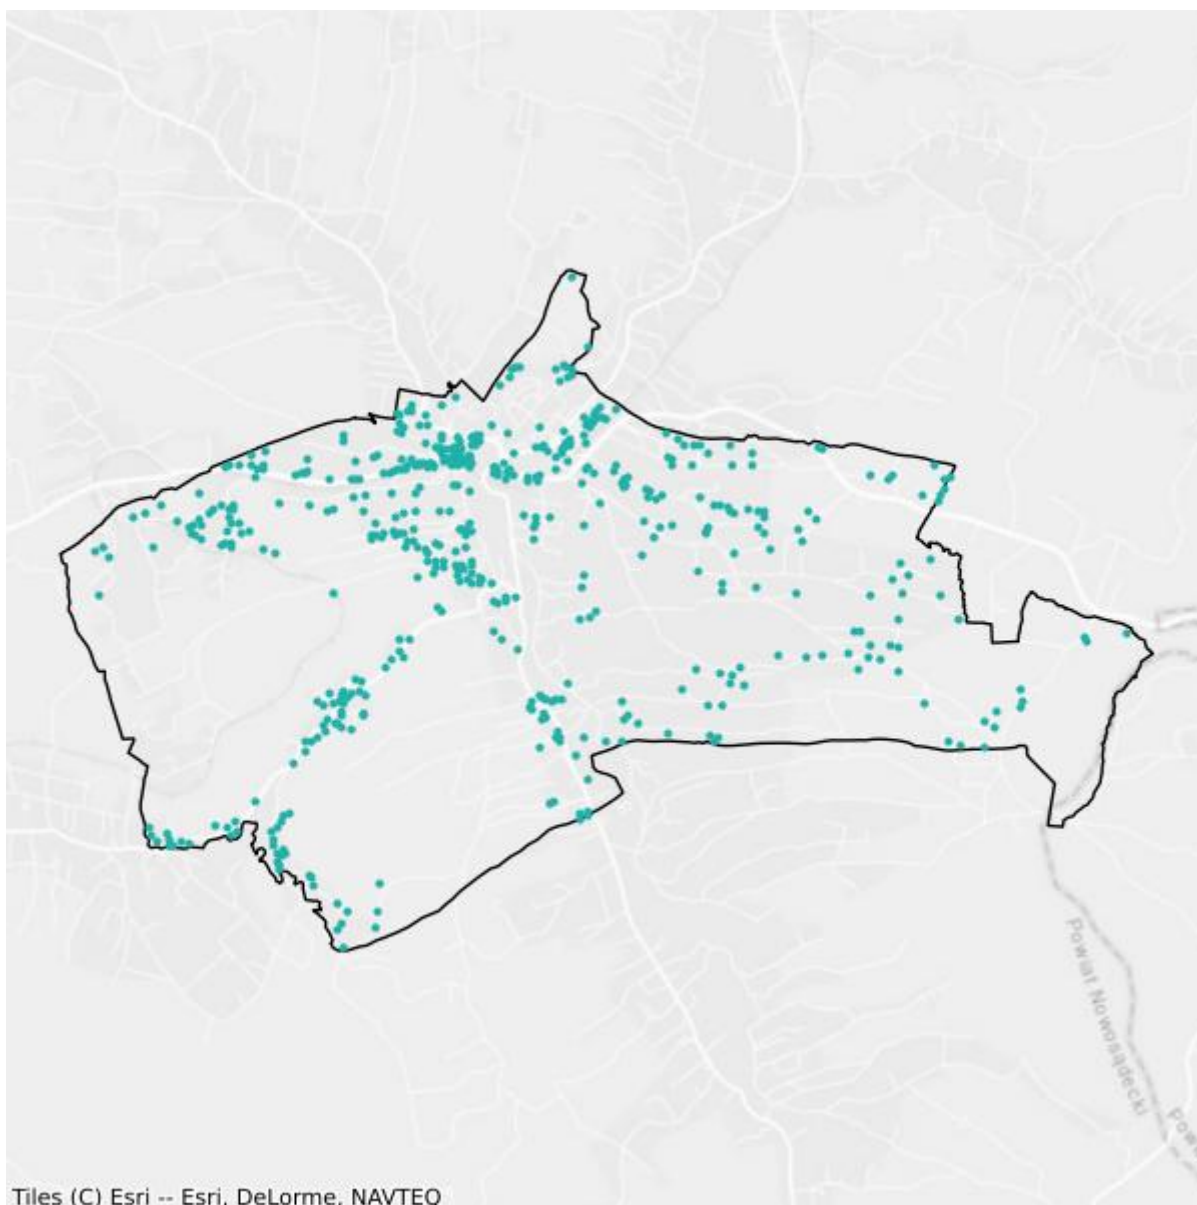 Powiat Nowosądecki
Tiles (C) Esri -- Esri, DeLorme, NAVTEQ